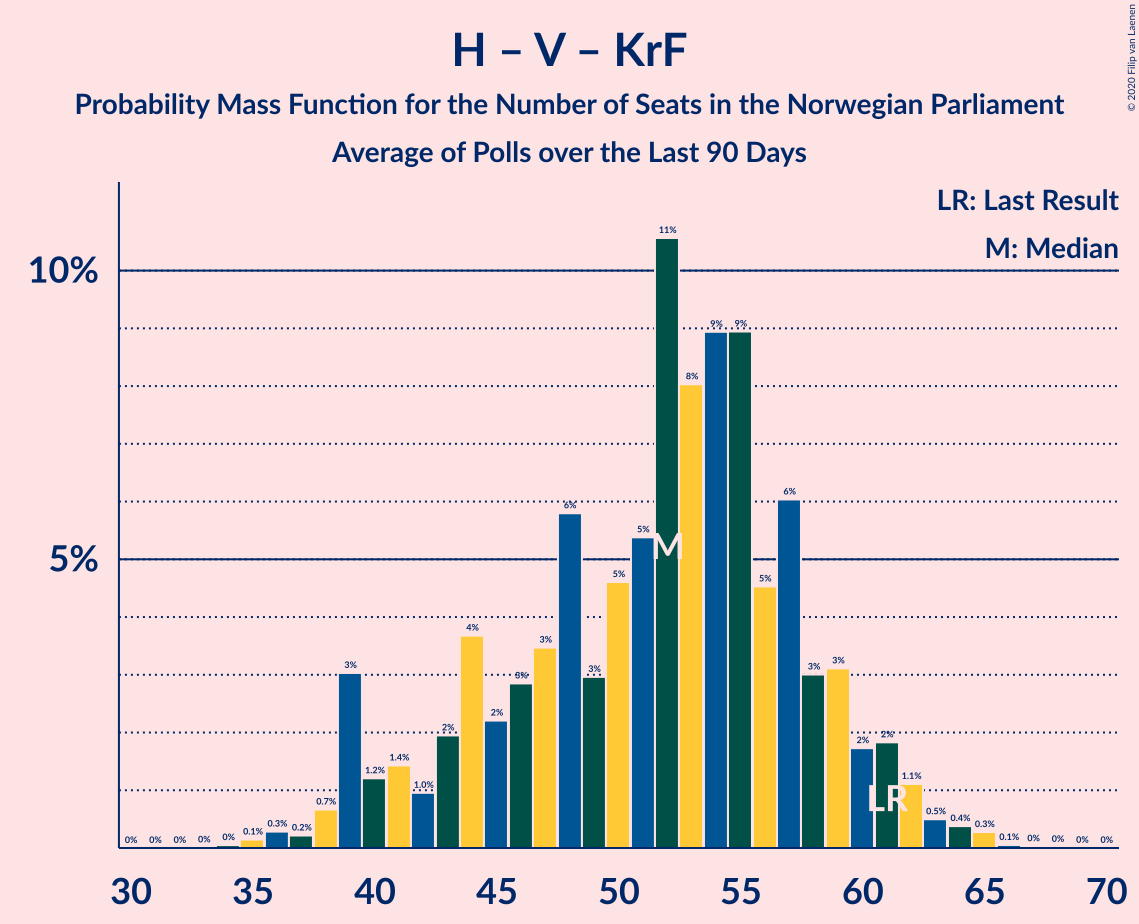 H – V – KrF
Probability Mass Function for the Number of Seats in the Norwegian Parliament
Average of Polls over the Last 90 Days
© 2020 Filip van Laenen
LR: Last Result
M: Median
10%
5%
0% 0% 0% 0% 0% 0.1% 0.3% 0.2% 0.7% 3% 1.2% 1.4% 1.0% 2% 4% 2% 3% 3% 6% 3% 5% 5% 11% 8% 9% 9% 5% 6% 3% 3% 2% 2% 1.1% 0.5% 0.4% 0.3% 0.1% 0% 0% 0% 0%
M
LR
30 35 40 45 50 55 60 65 70